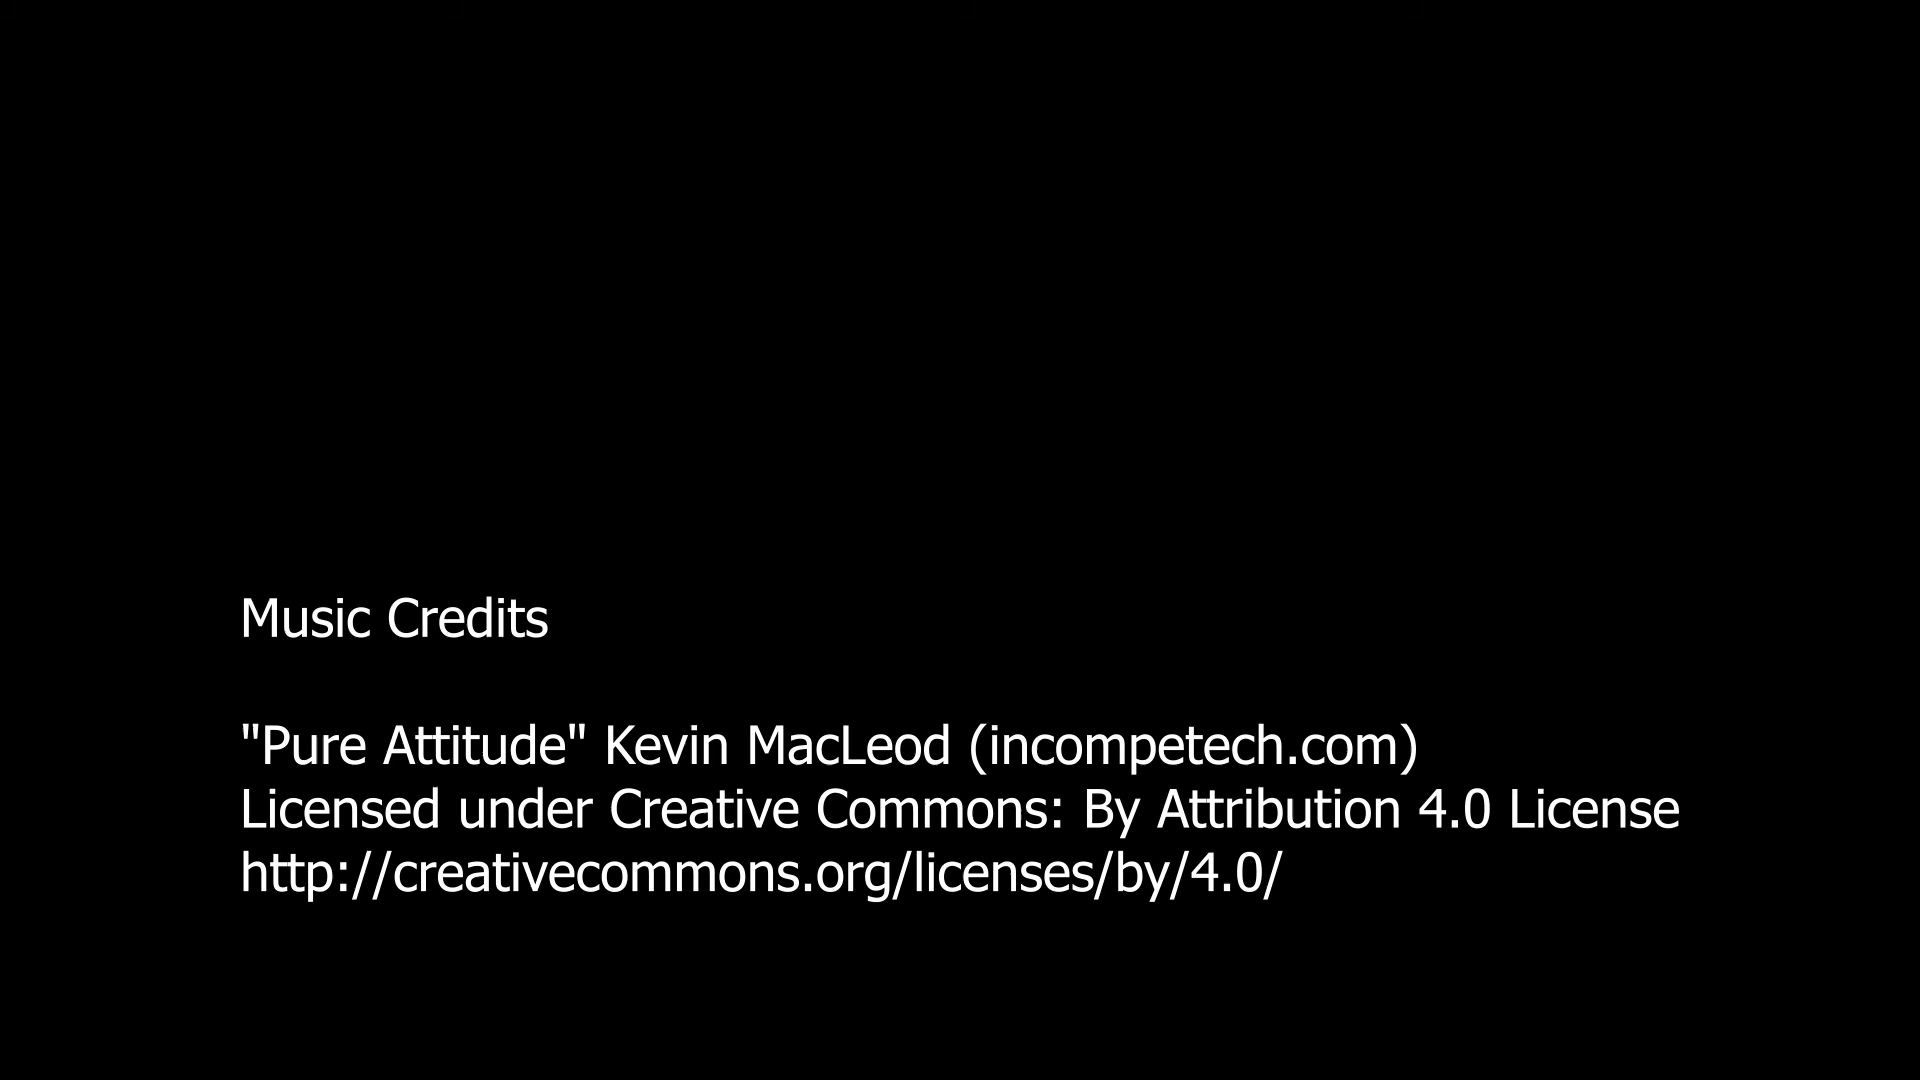 Music Credits
"Pure Attitude" Kevin MacLeod (incompetech.com)
Licensed under Creative Commons: By Attribution 4.0 License
http://creativecommons.org/licenses/by/4.0/